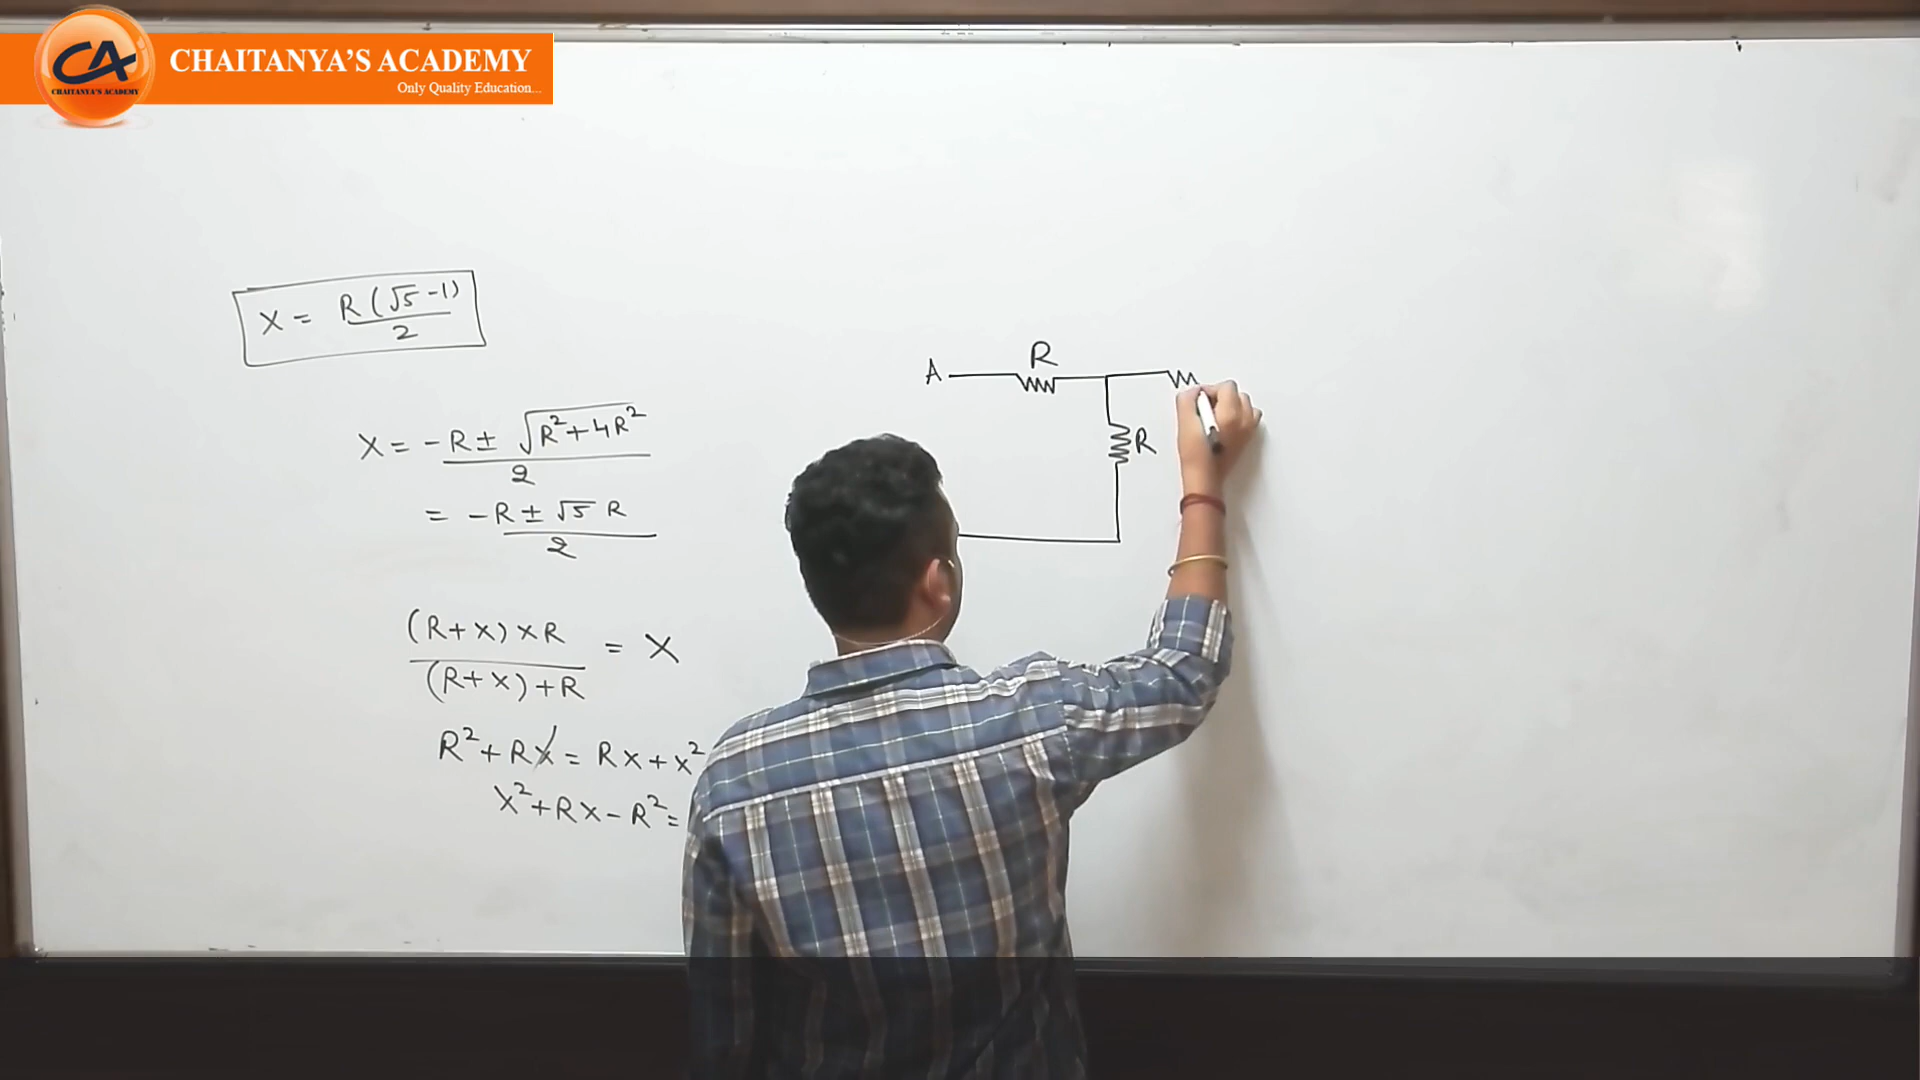 CHAITANYA'S ACADEMY
Only Quality Education...
CA
CHAITANYA'S ACADEMY
X = R(√5-1)/2
X = -R ± √R²+4R² / 2
= -R ± √5 R / 2
(R+X)×R / (R+X)+R = X
R²+RX = RX+X²
X²+RX-R² =
A
R
R